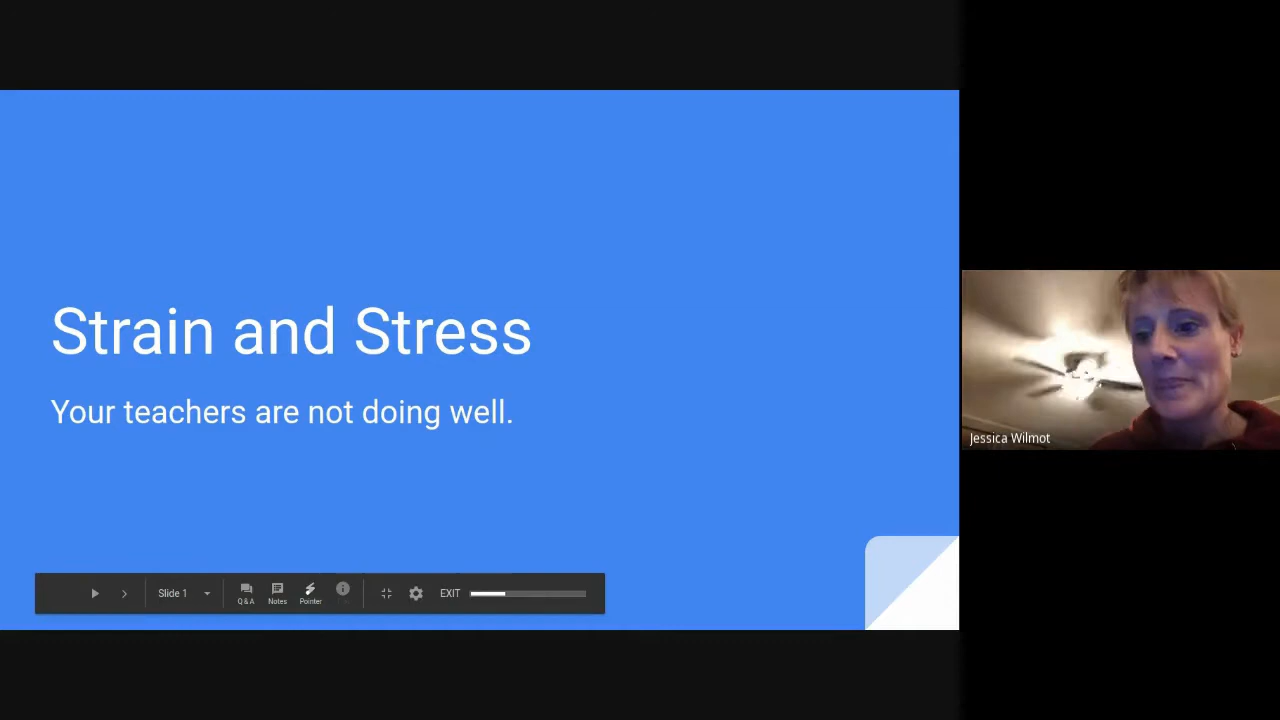 Strain and Stress
Your teachers are not doing well.
Jessica Wilmot
Slide 1
EXIT
Q & A
Notes
Pointer